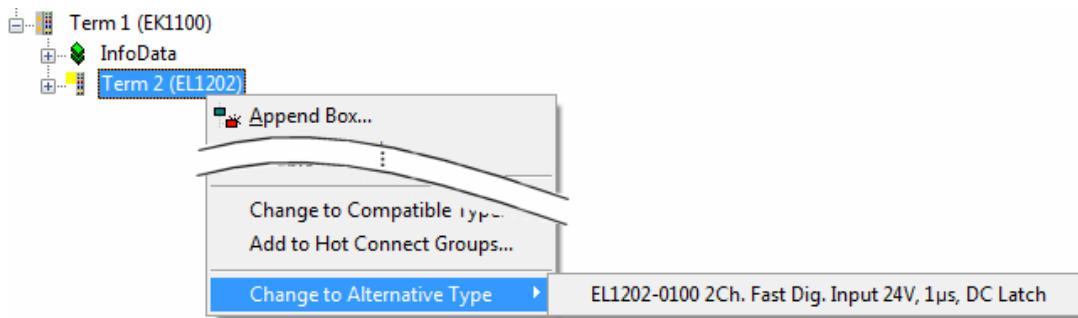 Term 1 (EK1100)
InfoData
Term 2 (EL1202)
Append Box...
Change to Compatible
Add to Hot Connect Groups...
Change to Alternative Type
EL1202-0100 2Ch. Fast Dig. Input 24V, 1µs, DC Latch